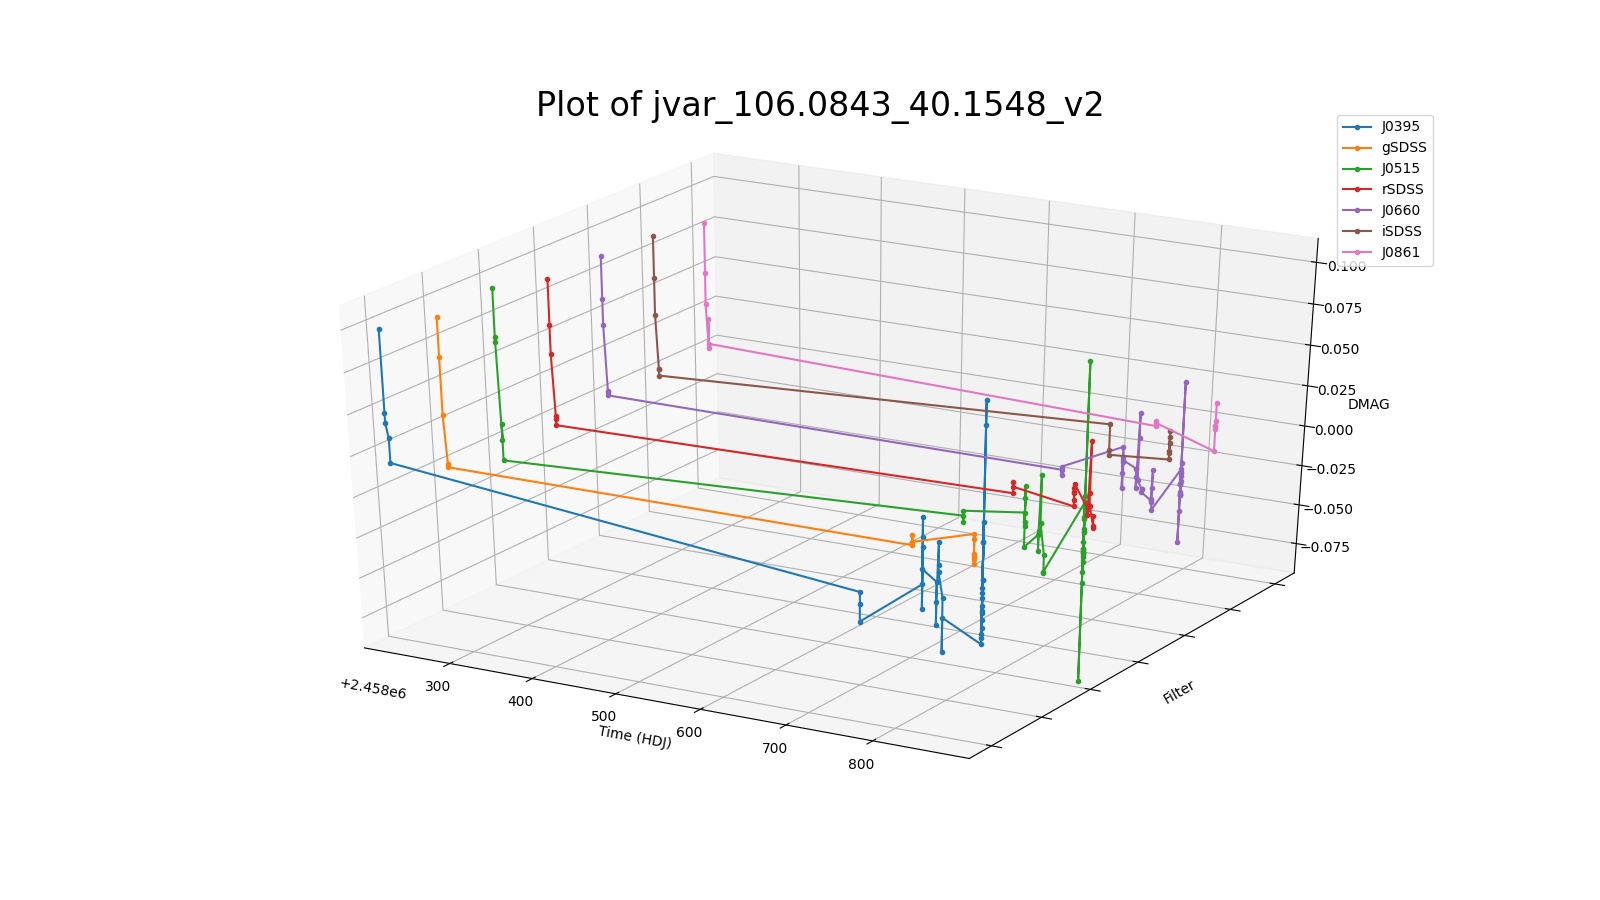 Plot of jvar_106.0843_40.1548_v2
J0395
gSDSS
J0515
rSDSS
J0660
iSDSS
J0861
0.100
0.075
0.050
0.025
DMAG
0.000
−0.025
−0.050
−0.075
Filter
+2.458e6
300
400
500
600
700
800
Time (HDJ)